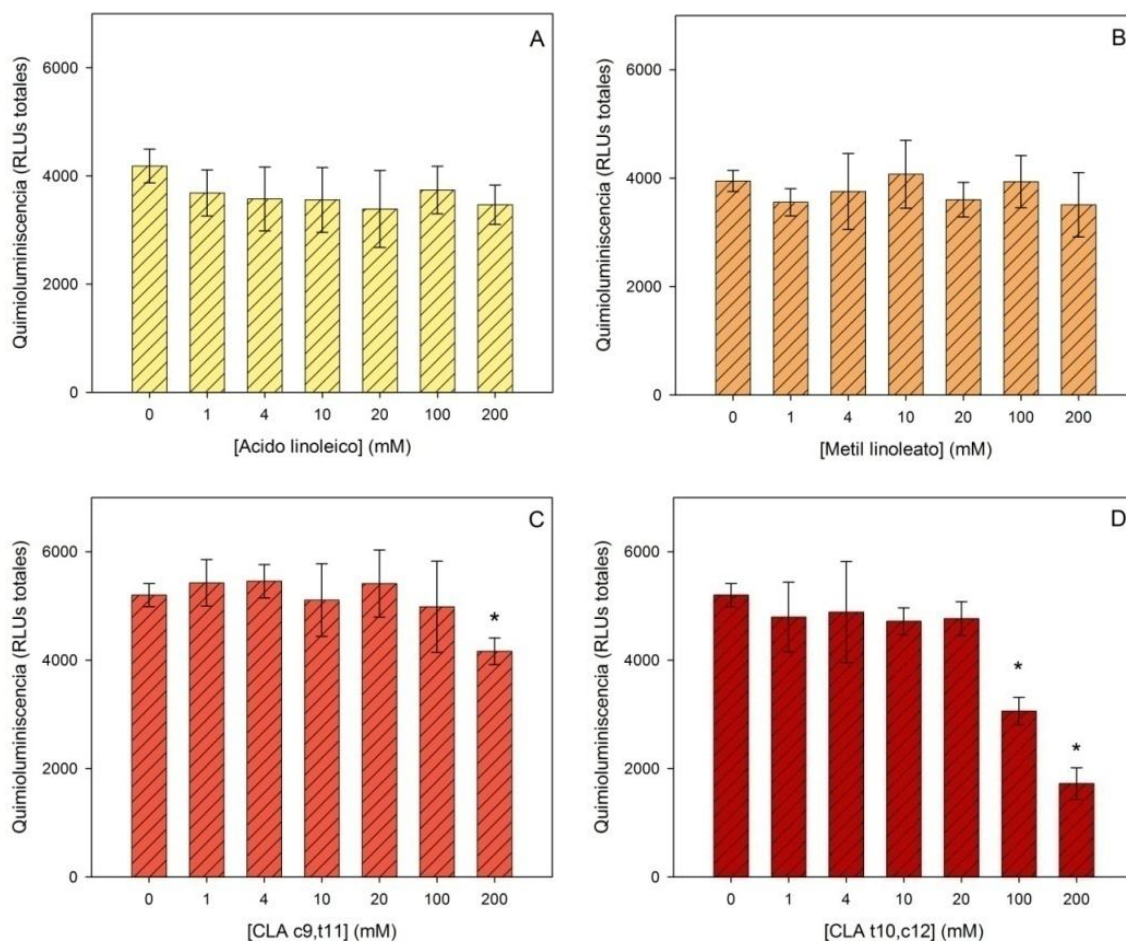 A
Quimioluminiscencia (RLUs totales)
6000
4000
2000
0
0 1 4 10 20 100 200
[Acido linoleico] (mM)
B
Quimioluminiscencia (RLUs totales)
6000
4000
2000
0
0 1 4 10 20 100 200
[Metil linoleato] (mM)
C
Quimioluminiscencia (RLUs totales)
6000
4000
2000
0
*
0 1 4 10 20 100 200
[CLA c9,t11] (mM)
D
Quimioluminiscencia (RLUs totales)
6000
4000
2000
0
*
*
0 1 4 10 20 100 200
[CLA t10,c12] (mM)